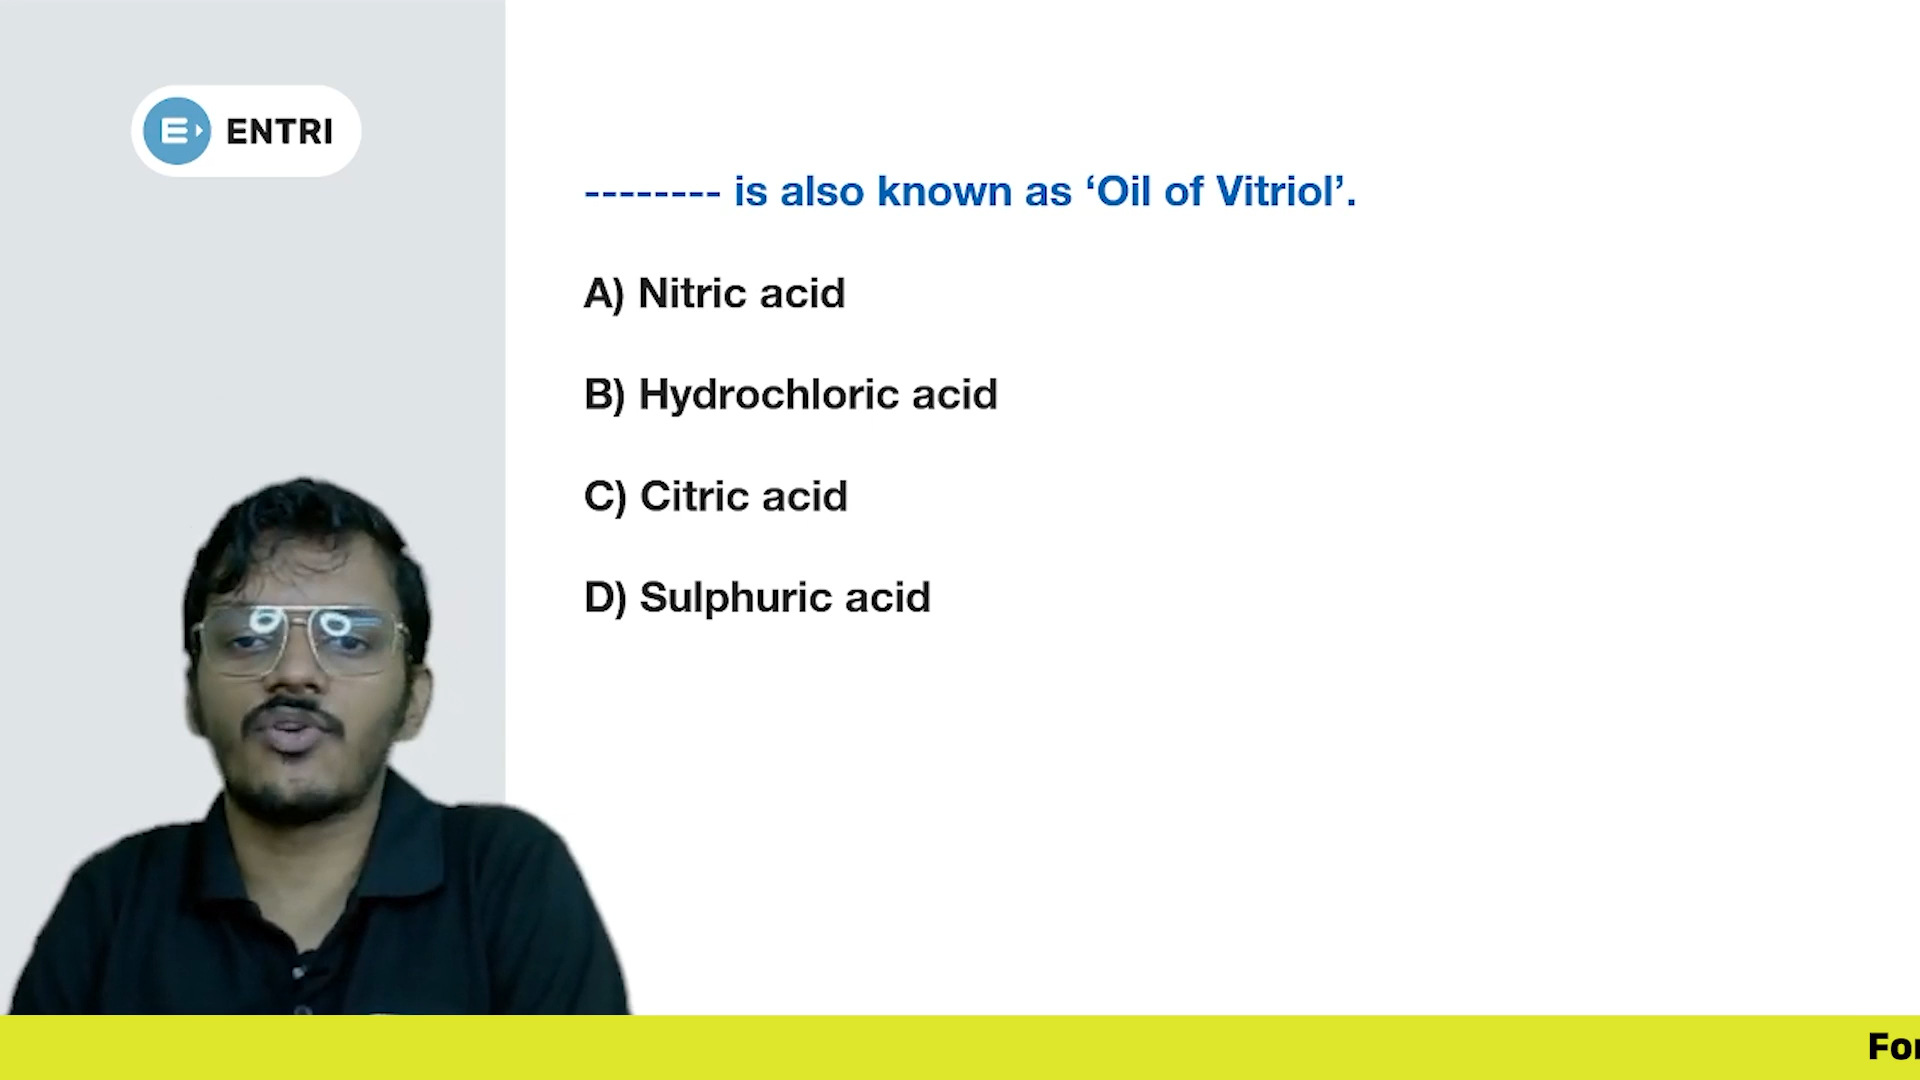 ENTRI
-------- is also known as ‘Oil of Vitriol’.
A) Nitric acid
B) Hydrochloric acid
C) Citric acid
D) Sulphuric acid